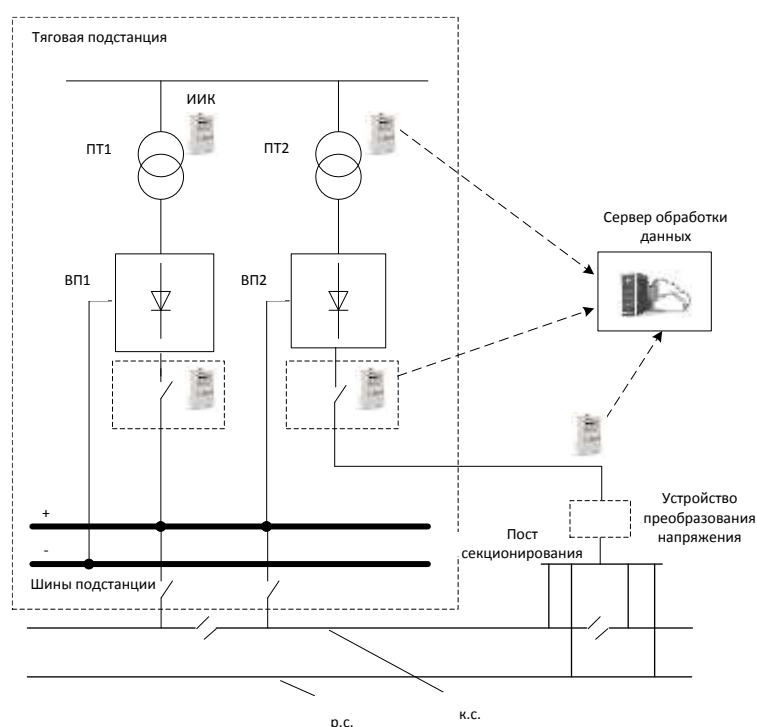 Тяговая подстанция
ИИК
ПТ1
ПТ2
Сервер обработки
данных
ВП1
ВП2
Устройство
преобразования
напряжения
+
Пост
секционирования
-
Шины подстанции
р.с.
к.с.